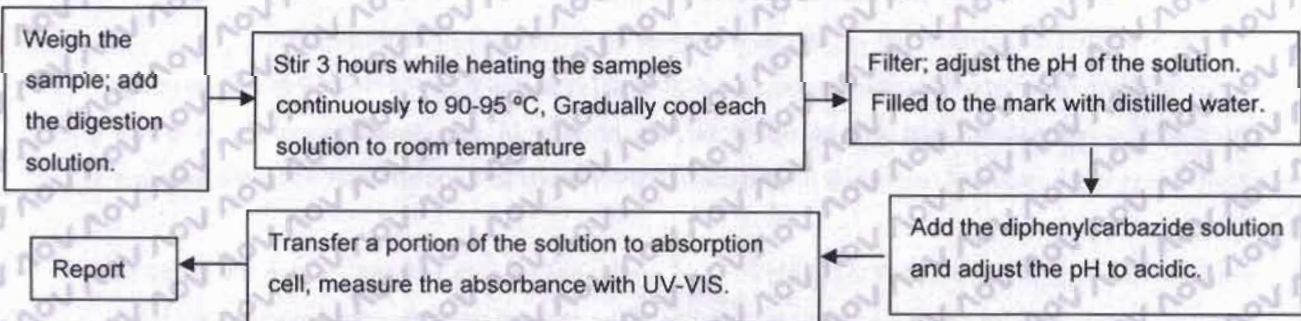 Weigh the
sample; add
the digestion
solution.
Stir 3 hours while heating the samples
continuously to 90-95 ºC, Gradually cool each
solution to room temperature
Filter; adjust the pH of the solution.
Filled to the mark with distilled water.
Add the diphenylcarbazide solution
and adjust the pH to acidic.
Transfer a portion of the solution to absorption
cell, measure the absorbance with UV-VIS.
Report